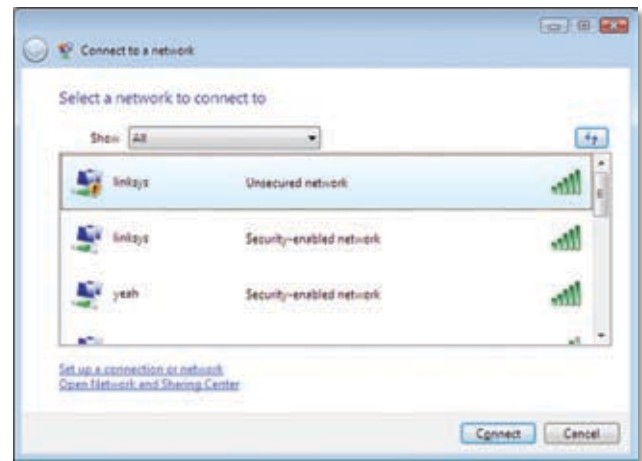 Connect to a network
Select a network to connect to
Show All
linksys Unsecured network
linksys Security-enabled network
yeah Security-enabled network
Set up a connection or network
Open Network and Sharing Center
Connect Cancel